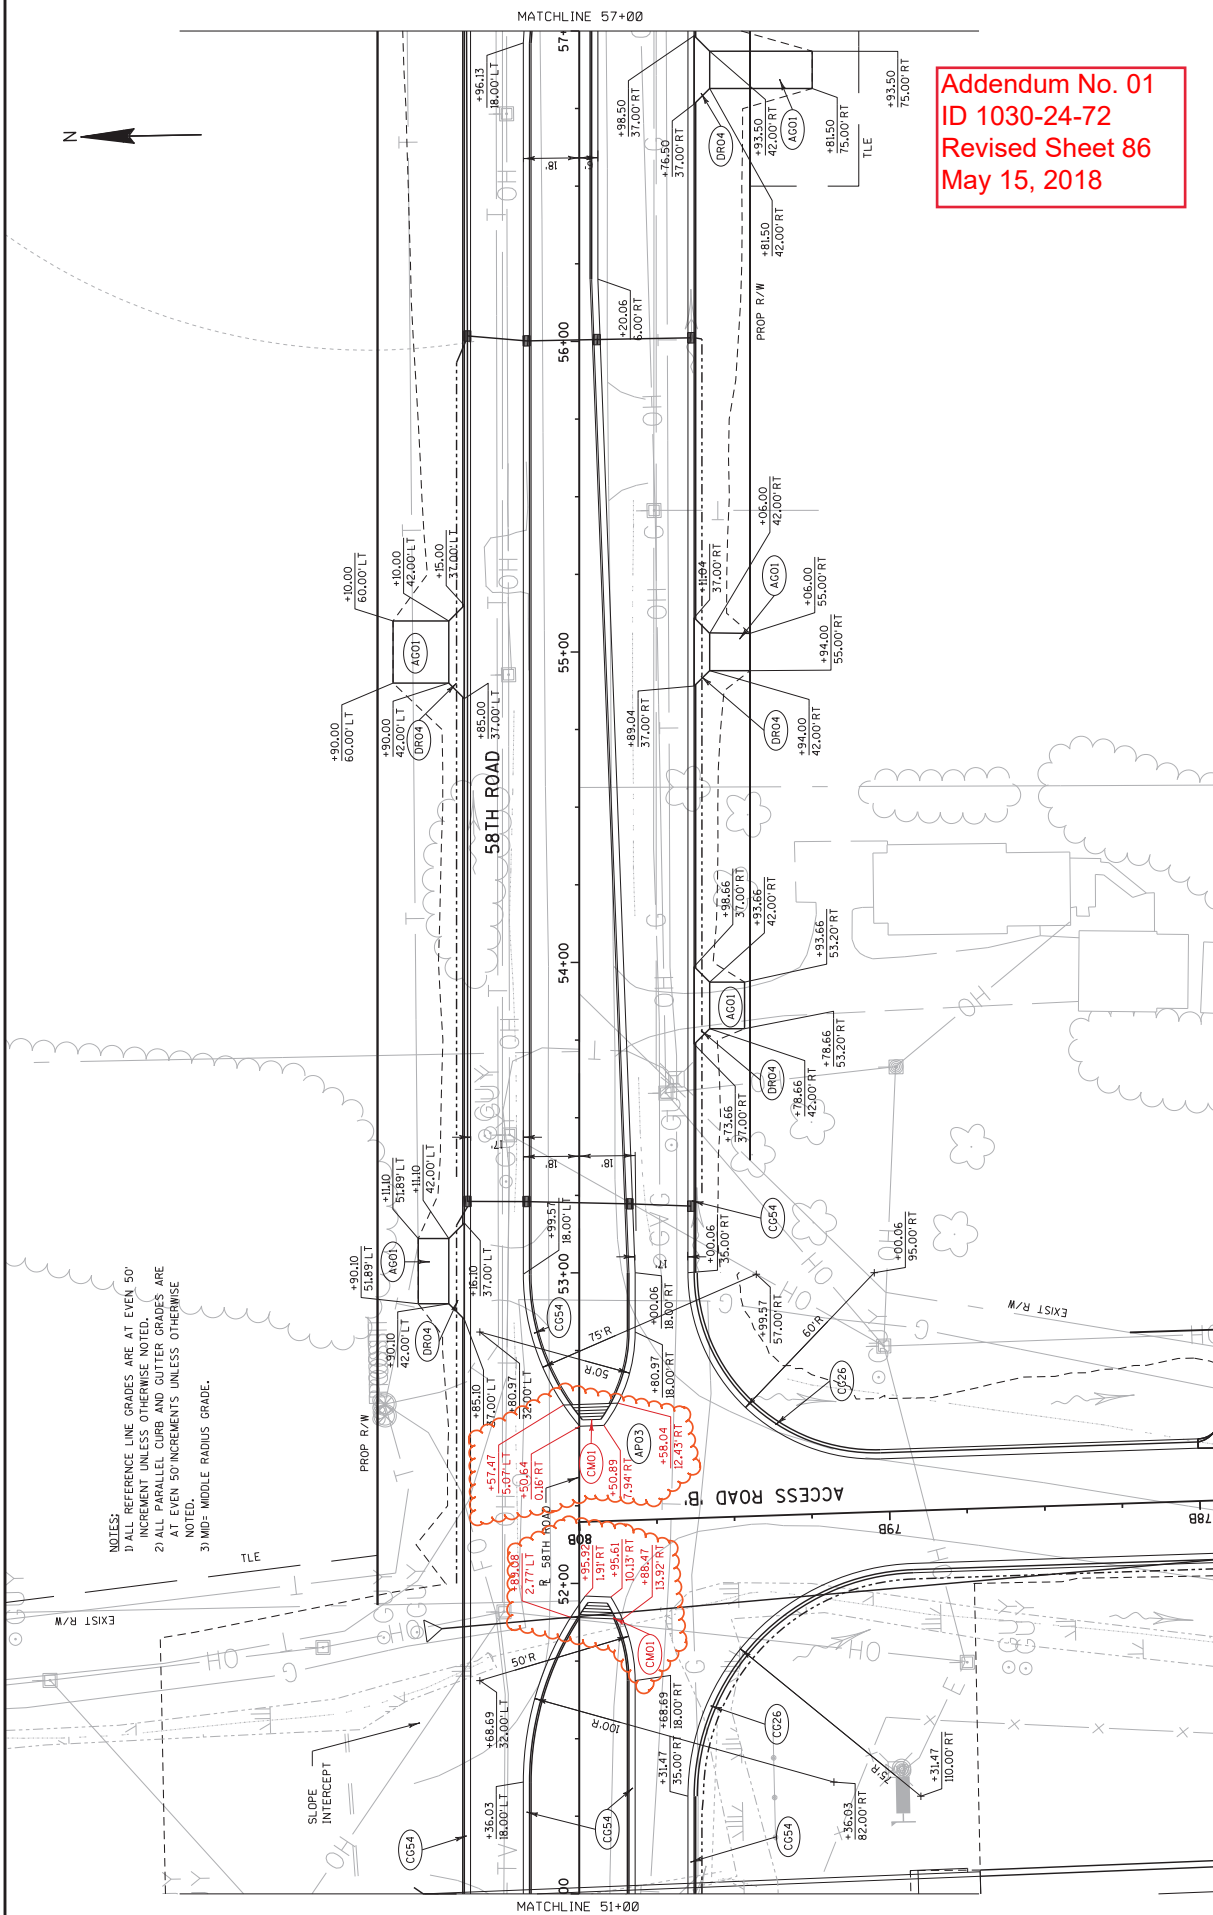 MATCHLINE 57+00
Addendum No. 01
ID 1030-24-72
Revised Sheet 86
May 15, 2018
N
57+
+96.13
18.00' LT
+98.50
37.00' RT
+76.50
37.00' RT
DR04
+93.50
42.00' RT
AG01
+81.50
75.00' RT
TLE
+93.50
75.00' RT
+81.50
42.00' RT
18'
6'
PROP R/W
+20.06
6.00' RT
56+00
+10.00
60.00' LT
+10.00
42.00' LT
+15.00
37.00' LT
AG01
+90.00
60.00' LT
+90.00
42.00' LT
DR04
+85.00
37.00' LT
55+00
+11.04
37.00' RT
+06.00
42.00' RT
AG01
+06.00
55.00' RT
+94.00
55.00' RT
+89.04
37.00' RT
DR04
+94.00
42.00' RT
58TH ROAD
54+00
+98.66
37.00' RT
+93.66
42.00' RT
+93.66
53.20' RT
AG01
DR04
+78.66
53.20' RT
+78.66
42.00' RT
+73.66
37.00' RT
17'
18'
18'
17'
+11.10
51.89' LT
+11.10
42.00' LT
+90.10
51.89' LT
AG01
+16.10
37.00' LT
+90.10
42.00' LT
DR04
+85.10
37.00' LT
+80.97
32.00' LT
+99.57
18.00' LT
53+00
CG54
75'R
50'R
+00.06
18.00' RT
+80.97
18.00' RT
+00.06
35.00' RT
CG54
+99.57
57.00' RT
60'R
+00.06
95.00' RT
EXIST R/W
CG26
NOTES:
1) ALL REFERENCE LINE GRADES ARE AT EVEN 50'
INCREMENT UNLESS OTHERWISE NOTED.
2) ALL PARALLEL CURB AND GUTTER GRADES ARE
AT EVEN 50' INCREMENTS UNLESS OTHERWISE
NOTED.
3) MID= MIDDLE RADIUS GRADE.
PROP R/W
TLE
EXIST R/W
+57.47
5.07' LT
+50.64
0.16' RT
CM01
+50.89
7.94' RT
AP03
+58.04
12.43' RT
ACCESS ROAD 'B'
80B
79B
78B
R 58TH ROAD
52+00
+89.08
2.77' LT
+95.92
1.91' RT
+95.61
10.13' RT
+88.47
13.92' RT
CM01
50'R
+68.69
32.00' LT
+68.69
18.00' RT
100'R
CG26
+31.47
35.00' RT
75'R
+31.47
110.00' RT
+36.03
82.00' RT
CG54
+36.03
18.00' LT
CG54
CG54
SLOPE
INTERCEPT
00
MATCHLINE 51+00